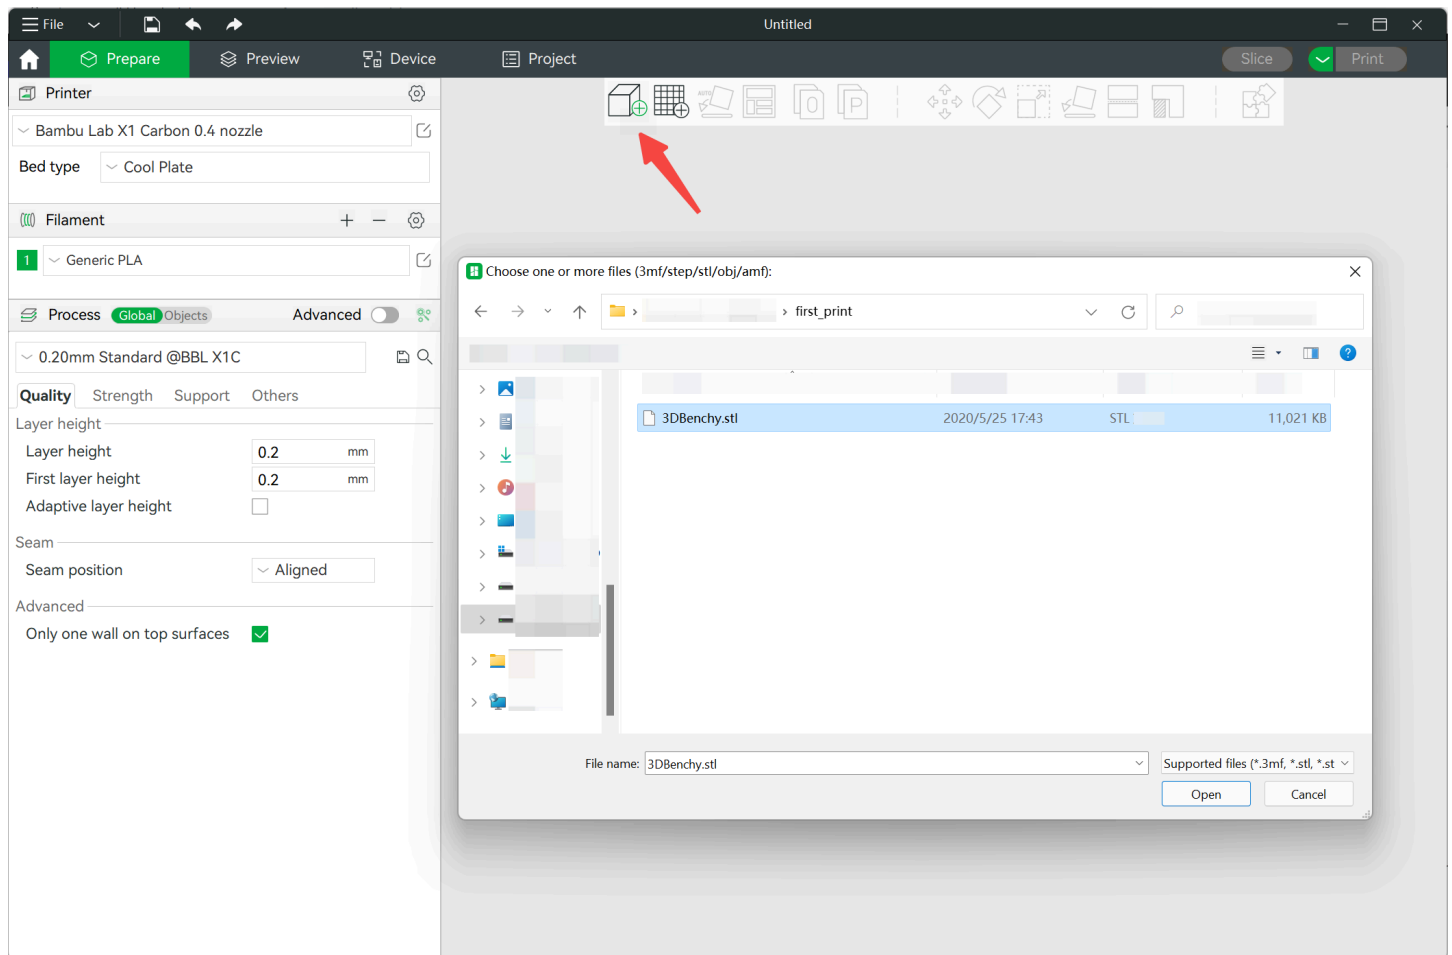 File
Untitled
Prepare
Preview
Device
Project
Slice
Print
Printer
Bambu Lab X1 Carbon 0.4 nozzle
Bed type
Cool Plate
Filament
1
Generic PLA
Process
Global
Objects
Advanced
0.20mm Standard @BBL X1C
Quality
Strength
Support
Others
Layer height
Layer height
0.2 mm
First layer height
0.2 mm
Adaptive layer height
Seam
Seam position
Aligned
Advanced
Only one wall on top surfaces
AUTO
O
P
Choose one or more files (3mf/step/stl/obj/amf):
first_print
?
3DBenchy.stl 2020/5/25 17:43 STL 11,021 KB
File name: 3DBenchy.stl
Supported files (*.3mf, *.stl, *.st
Open
Cancel